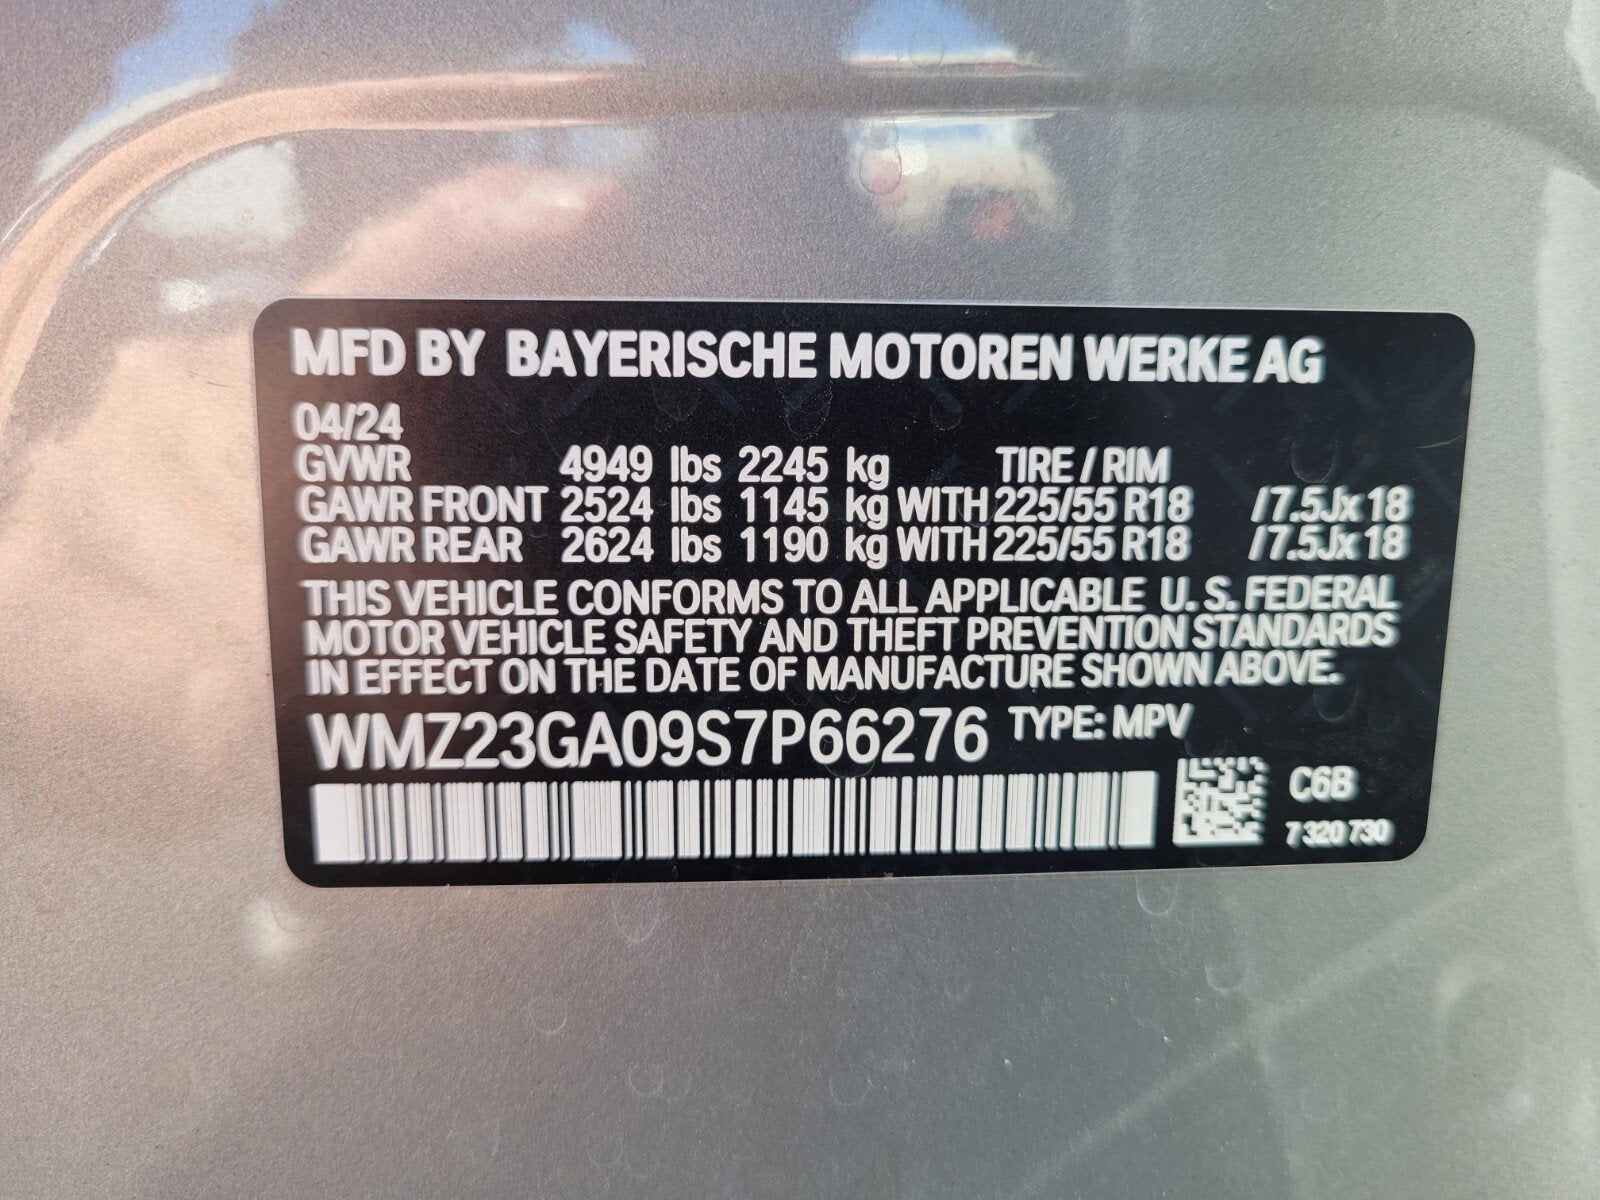 MFD BY BAYERISCHE MOTOREN WERKE AG
04/24
GVWR 4949 lbs 2245 kg TIRE / RIM
GAWR FRONT 2524 lbs 1145 kg WITH 225/55 R18 /7.5Jx18
GAWR REAR 2624 lbs 1190 kg WITH 225/55 R18 /7.5Jx18
THIS VEHICLE CONFORMS TO ALL APPLICABLE U. S. FEDERAL
MOTOR VEHICLE SAFETY AND THEFT PREVENTION STANDARDS
IN EFFECT ON THE DATE OF MANUFACTURE SHOWN ABOVE.
WMZ23GA09S7P66276 TYPE: MPV
C6B
7 320 730